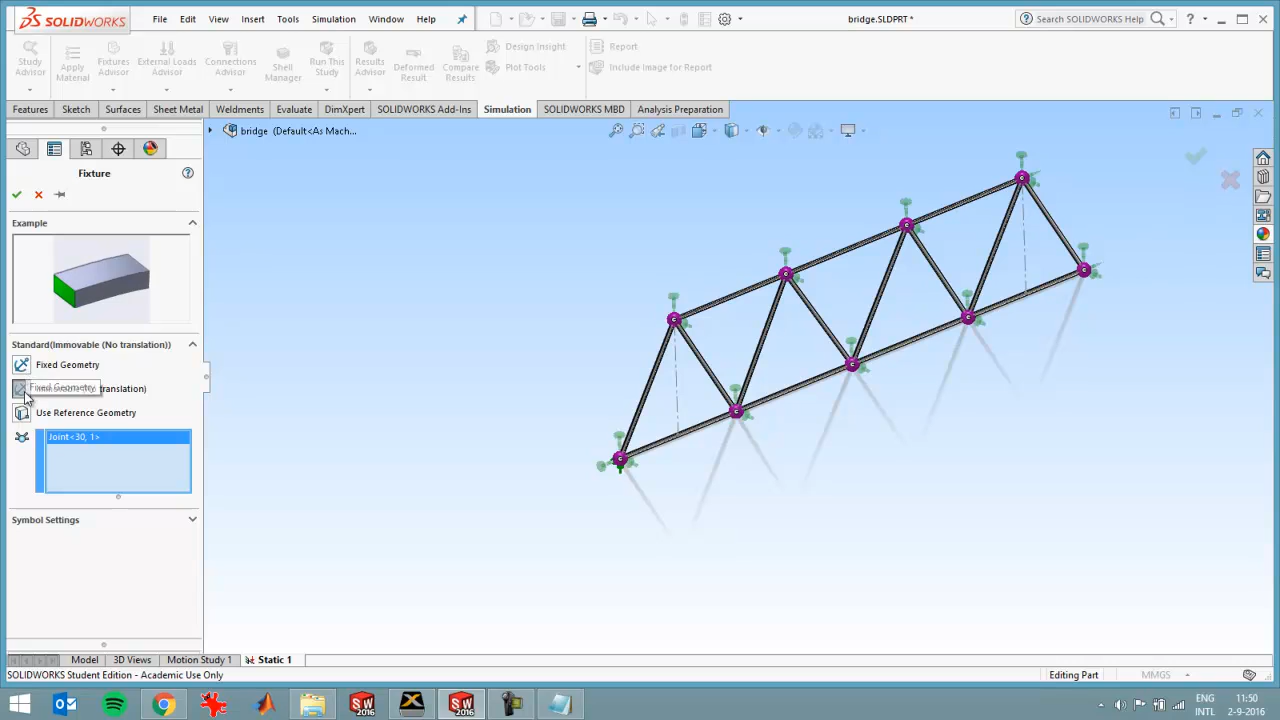 SOLIDWORKS
File Edit View Insert Tools Simulation Window Help
bridge.SLDPRT *
Search SOLIDWORKS Help
Study Advisor
Apply Material
Fixtures Advisor
External Loads Advisor
Connections Advisor
Shell Manager
Run This Study
Results Advisor
Deformed Result
Compare Results
Design Insight
Plot Tools
Report
Include Image for Report
Features Sketch Surfaces Sheet Metal Weldments Evaluate DimXpert SOLIDWORKS Add-Ins Simulation SOLIDWORKS MBD Analysis Preparation
bridge (Default<As Mach...
Fixture
Example
Standard(Immovable (No translation))
Fixed Geometry
Fixed Geometry translation)
Use Reference Geometry
Joint<30, 1>
Symbol Settings
Model 3D Views Motion Study 1 Static 1
SOLIDWORKS Student Edition - Academic Use Only
Editing Part
MMGS
SW 2016
SW 2016
ENG
INTL
11:50
2-9-2016